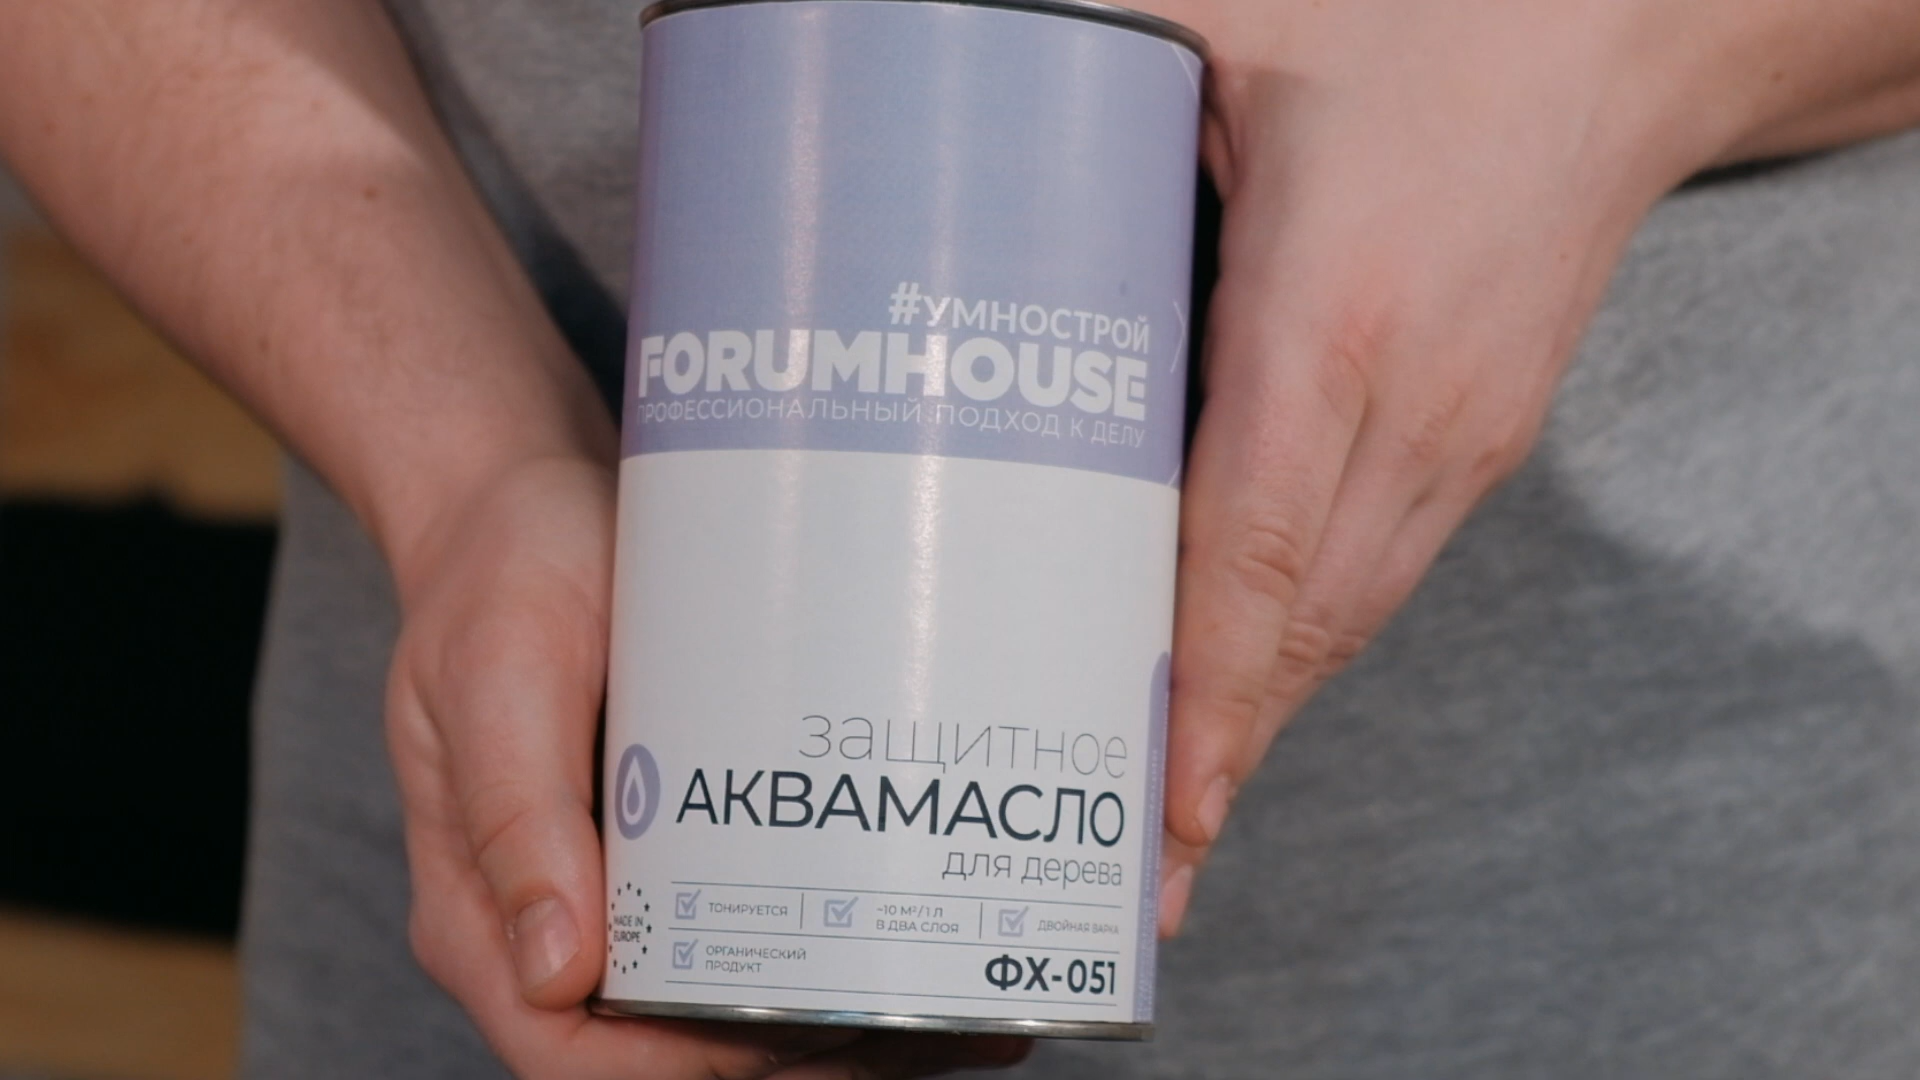 #УМНОСТРОЙ
FORUMHOUSE
ПРОФЕССИОНАЛЬНЫЙ ПОДХОД К ДЕЛУ
защитное
АКВАМАСЛО
для дерева
ТОНИРУЕТСЯ
~10 М²/1 Л
В ДВА СЛОЯ
ДВОЙНАЯ ВАРКА
MADE IN
EUROPE
ОРГАНИЧЕСКИЙ
ПРОДУКТ
ФХ-051